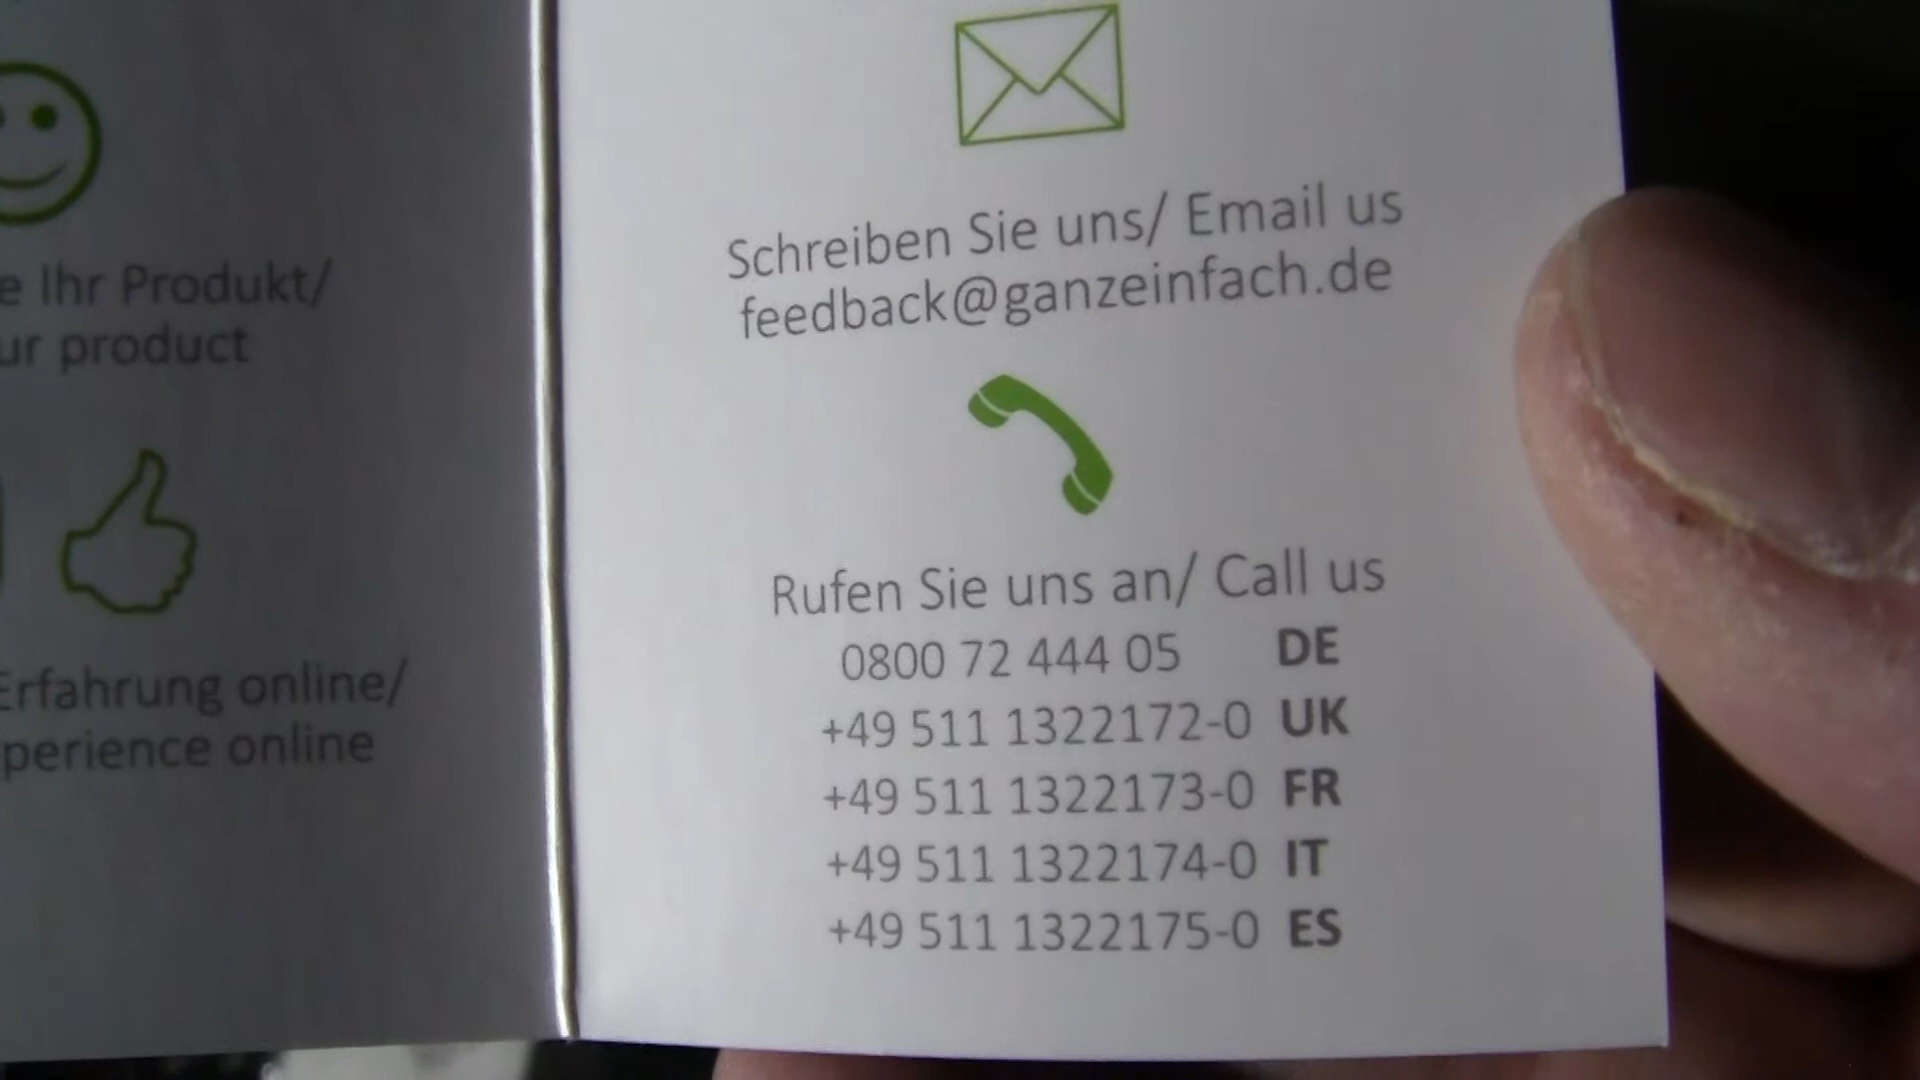 e Ihr Produkt/
ur product
Erfahrung online/
perience online
Schreiben Sie uns/ Email us
feedback@ganzeinfach.de
Rufen Sie uns an/ Call us
0800 72 444 05 DE
+49 511 1322172-0 UK
+49 511 1322173-0 FR
+49 511 1322174-0 IT
+49 511 1322175-0 ES